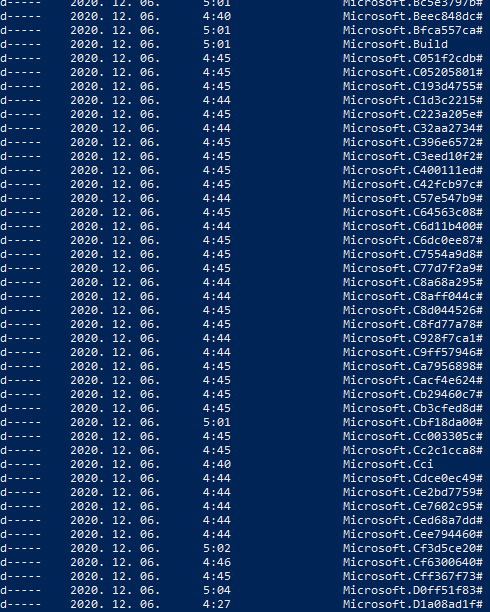 d-----    2020. 12. 06.    5:01    Microsoft.Bc5e3797b#
d-----    2020. 12. 06.    4:40    Microsoft.Beec848dc#
d-----    2020. 12. 06.    5:01    Microsoft.Bfca557ca#
d-----    2020. 12. 06.    5:01    Microsoft.Build
d-----    2020. 12. 06.    4:45    Microsoft.C051f2cdb#
d-----    2020. 12. 06.    4:45    Microsoft.C05205801#
d-----    2020. 12. 06.    4:45    Microsoft.C193d4755#
d-----    2020. 12. 06.    4:44    Microsoft.C1d3c2215#
d-----    2020. 12. 06.    4:45    Microsoft.C223a205e#
d-----    2020. 12. 06.    4:44    Microsoft.C32aa2734#
d-----    2020. 12. 06.    4:45    Microsoft.C396e6572#
d-----    2020. 12. 06.    4:44    Microsoft.C3eed10f2#
d-----    2020. 12. 06.    4:45    Microsoft.C400111ed#
d-----    2020. 12. 06.    4:45    Microsoft.C42fcb97c#
d-----    2020. 12. 06.    4:44    Microsoft.C57e547b9#
d-----    2020. 12. 06.    4:45    Microsoft.C64563c08#
d-----    2020. 12. 06.    4:44    Microsoft.C6d11b400#
d-----    2020. 12. 06.    4:45    Microsoft.C6dc0ee87#
d-----    2020. 12. 06.    4:45    Microsoft.C7554a9d8#
d-----    2020. 12. 06.    4:44    Microsoft.C77d7f2a9#
d-----    2020. 12. 06.    4:44    Microsoft.C8a68a295#
d-----    2020. 12. 06.    4:44    Microsoft.C8aff044c#
d-----    2020. 12. 06.    4:45    Microsoft.C8d044526#
d-----    2020. 12. 06.    4:45    Microsoft.C8fd77a78#
d-----    2020. 12. 06.    4:44    Microsoft.C928f7ca1#
d-----    2020. 12. 06.    4:44    Microsoft.C9ff57946#
d-----    2020. 12. 06.    4:45    Microsoft.Ca7956898#
d-----    2020. 12. 06.    4:44    Microsoft.Cacf4e624#
d-----    2020. 12. 06.    4:45    Microsoft.Cb29460c7#
d-----    2020. 12. 06.    4:45    Microsoft.Cb3cfed8d#
d-----    2020. 12. 06.    5:01    Microsoft.Cbf18da00#
d-----    2020. 12. 06.    4:45    Microsoft.Cc003305c#
d-----    2020. 12. 06.    4:45    Microsoft.Cc2c1cca8#
d-----    2020. 12. 06.    4:40    Microsoft.Cci
d-----    2020. 12. 06.    4:44    Microsoft.Cdce0ec49#
d-----    2020. 12. 06.    4:44    Microsoft.Ce2bd7759#
d-----    2020. 12. 06.    4:44    Microsoft.Ce7602c95#
d-----    2020. 12. 06.    4:44    Microsoft.Ced68a7dd#
d-----    2020. 12. 06.    4:44    Microsoft.Cee794460#
d-----    2020. 12. 06.    5:02    Microsoft.Cf3d5ce20#
d-----    2020. 12. 06.    4:46    Microsoft.Cf6300640#
d-----    2020. 12. 06.    4:45    Microsoft.Cff367f73#
d-----    2020. 12. 06.    5:04    Microsoft.D0ff51f83#
d-----    2020. 12. 06.    4:27    Microsoft.D1a08ad1f#